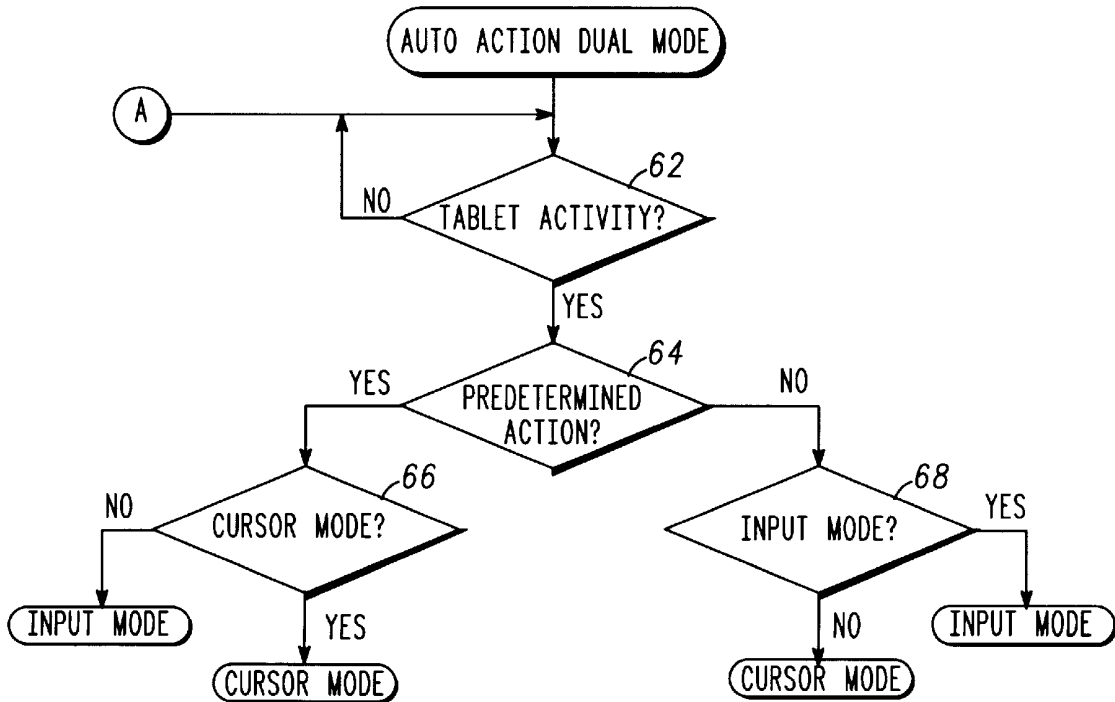 AUTO ACTION DUAL MODE
A
62
NO
TABLET ACTIVITY?
YES
64
YES
NO
PREDETERMINED
ACTION?
66
68
NO
CURSOR MODE?
INPUT MODE?
YES
INPUT MODE
YES
NO
INPUT MODE
CURSOR MODE
CURSOR MODE